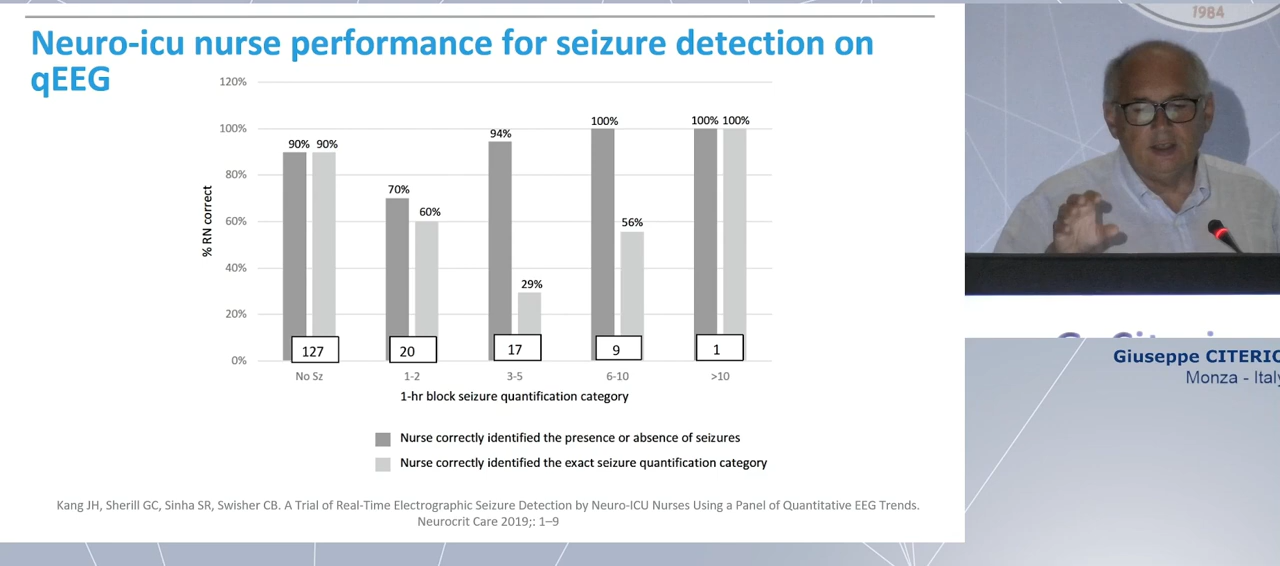 Neuro-icu nurse performance for seizure detection on
qEEG
120%
100%
80%
60%
40%
20%
0%
% RN correct
90% 90%
70%
60%
94%
29%
100%
56%
100% 100%
127
20
17
9
1
No Sz
1-2
3-5
6-10
>10
1-hr block seizure quantification category
Nurse correctly identified the presence or absence of seizures
Nurse correctly identified the exact seizure quantification category
Kang JH, Sherill GC, Sinha SR, Swisher CB. A Trial of Real-Time Electrographic Seizure Detection by Neuro-ICU Nurses Using a Panel of Quantitative EEG Trends.
Neurocrit Care 2019;: 1–9
1984
Giuseppe
Monza - Italy